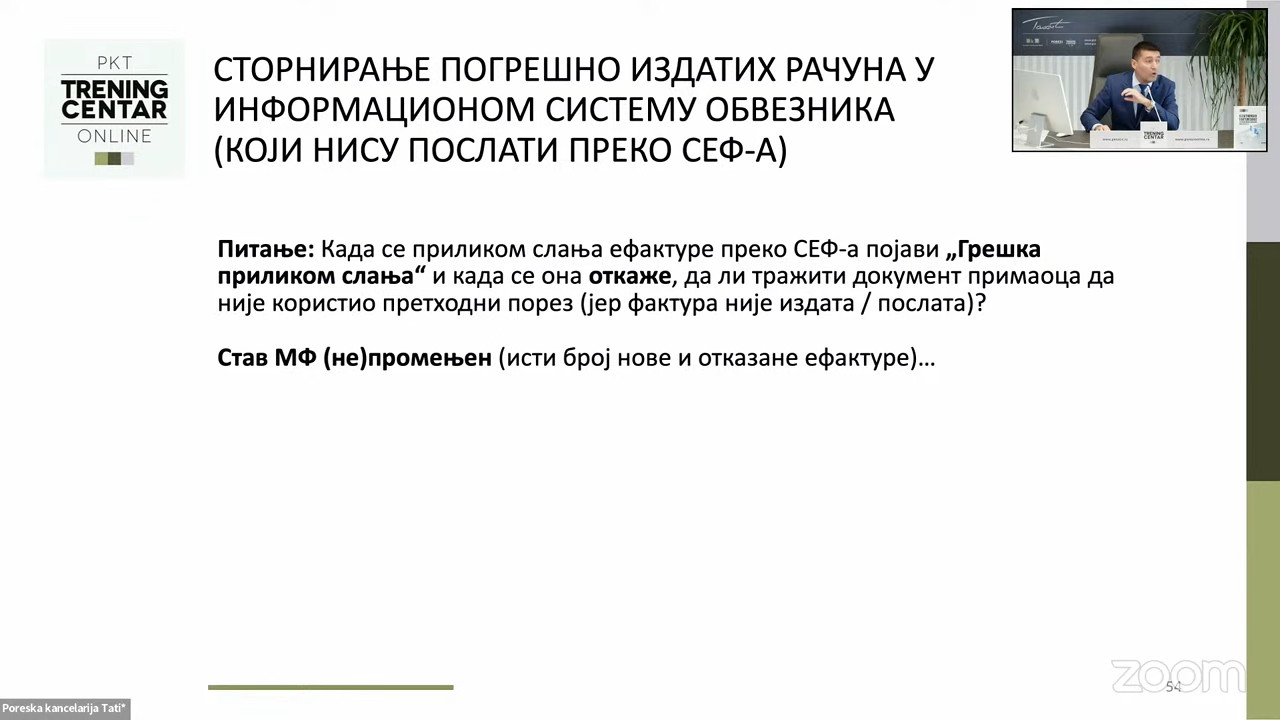 PKT
TRENING
CENTAR
ONLINE
СТОРНИРАЊЕ ПОГРЕШНО ИЗДАТИХ РАЧУНА У
ИНФОРМАЦИОНОМ СИСТЕМУ ОБВЕЗНИКА
(КОЈИ НИСУ ПОСЛАТИ ПРЕКО СЕФ-А)
TRENING
CENTAR
Питање: Када се приликом слања ефактуре преко СЕФ-а појави „Грешка
приликом слања“ и када се она откаже, да ли тражити документ примаоца да
није користио претходни порез (јер фактура није издата / послата)?
Став МФ (не)промењен (исти број нове и отказане ефактуре)…
zoom
54
Poreska kancelarija Tati*